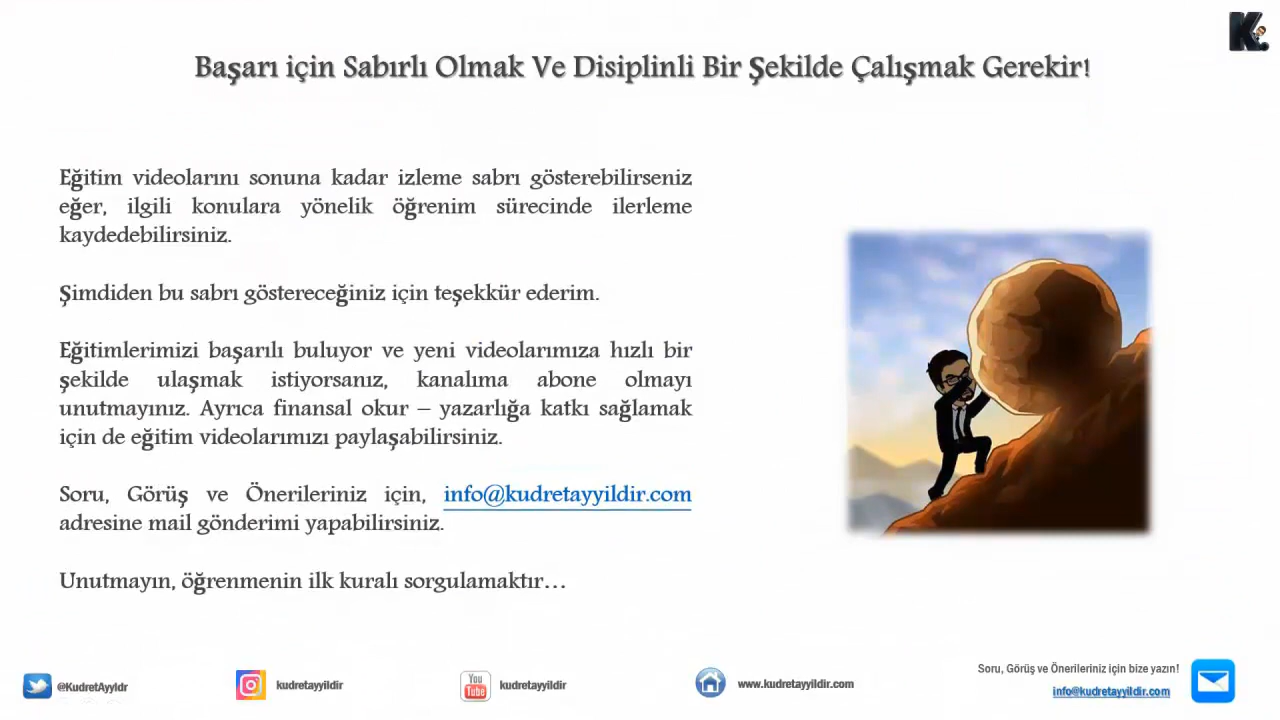 K.
Başarı için Sabırlı Olmak Ve Disiplinli Bir Şekilde Çalışmak Gerekir!
Eğitim videolarını sonuna kadar izleme sabrı gösterebilirseniz
eğer, ilgili konulara yönelik öğrenim sürecinde ilerleme
kaydedebilirsiniz.
Şimdiden bu sabrı göstereceğiniz için teşekkür ederim.
Eğitimlerimizi başarılı buluyor ve yeni videolarımıza hızlı bir
şekilde ulaşmak istiyorsanız, kanalıma abone olmayı
unutmayınız. Ayrıca finansal okur – yazarlığa katkı sağlamak
için de eğitim videolarımızı paylaşabilirsiniz.
Soru, Görüş ve Önerileriniz için, info@kudretayyildir.com
adresine mail gönderimi yapabilirsiniz.
Unutmayın, öğrenmenin ilk kuralı sorgulamaktır…
@KudretAyyldr
kudretayyildir
You Tube
kudretayyildir
www.kudretayyildir.com
Soru, Görüş ve Önerileriniz için bize yazın!
info@kudretayyildir.com